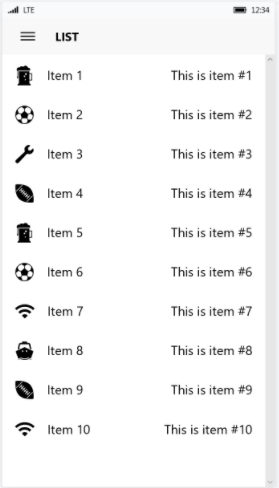 LTE 12:34
LIST
Item 1 This is item #1
Item 2 This is item #2
Item 3 This is item #3
Item 4 This is item #4
Item 5 This is item #5
Item 6 This is item #6
Item 7 This is item #7
Item 8 This is item #8
Item 9 This is item #9
Item 10 This is item #10